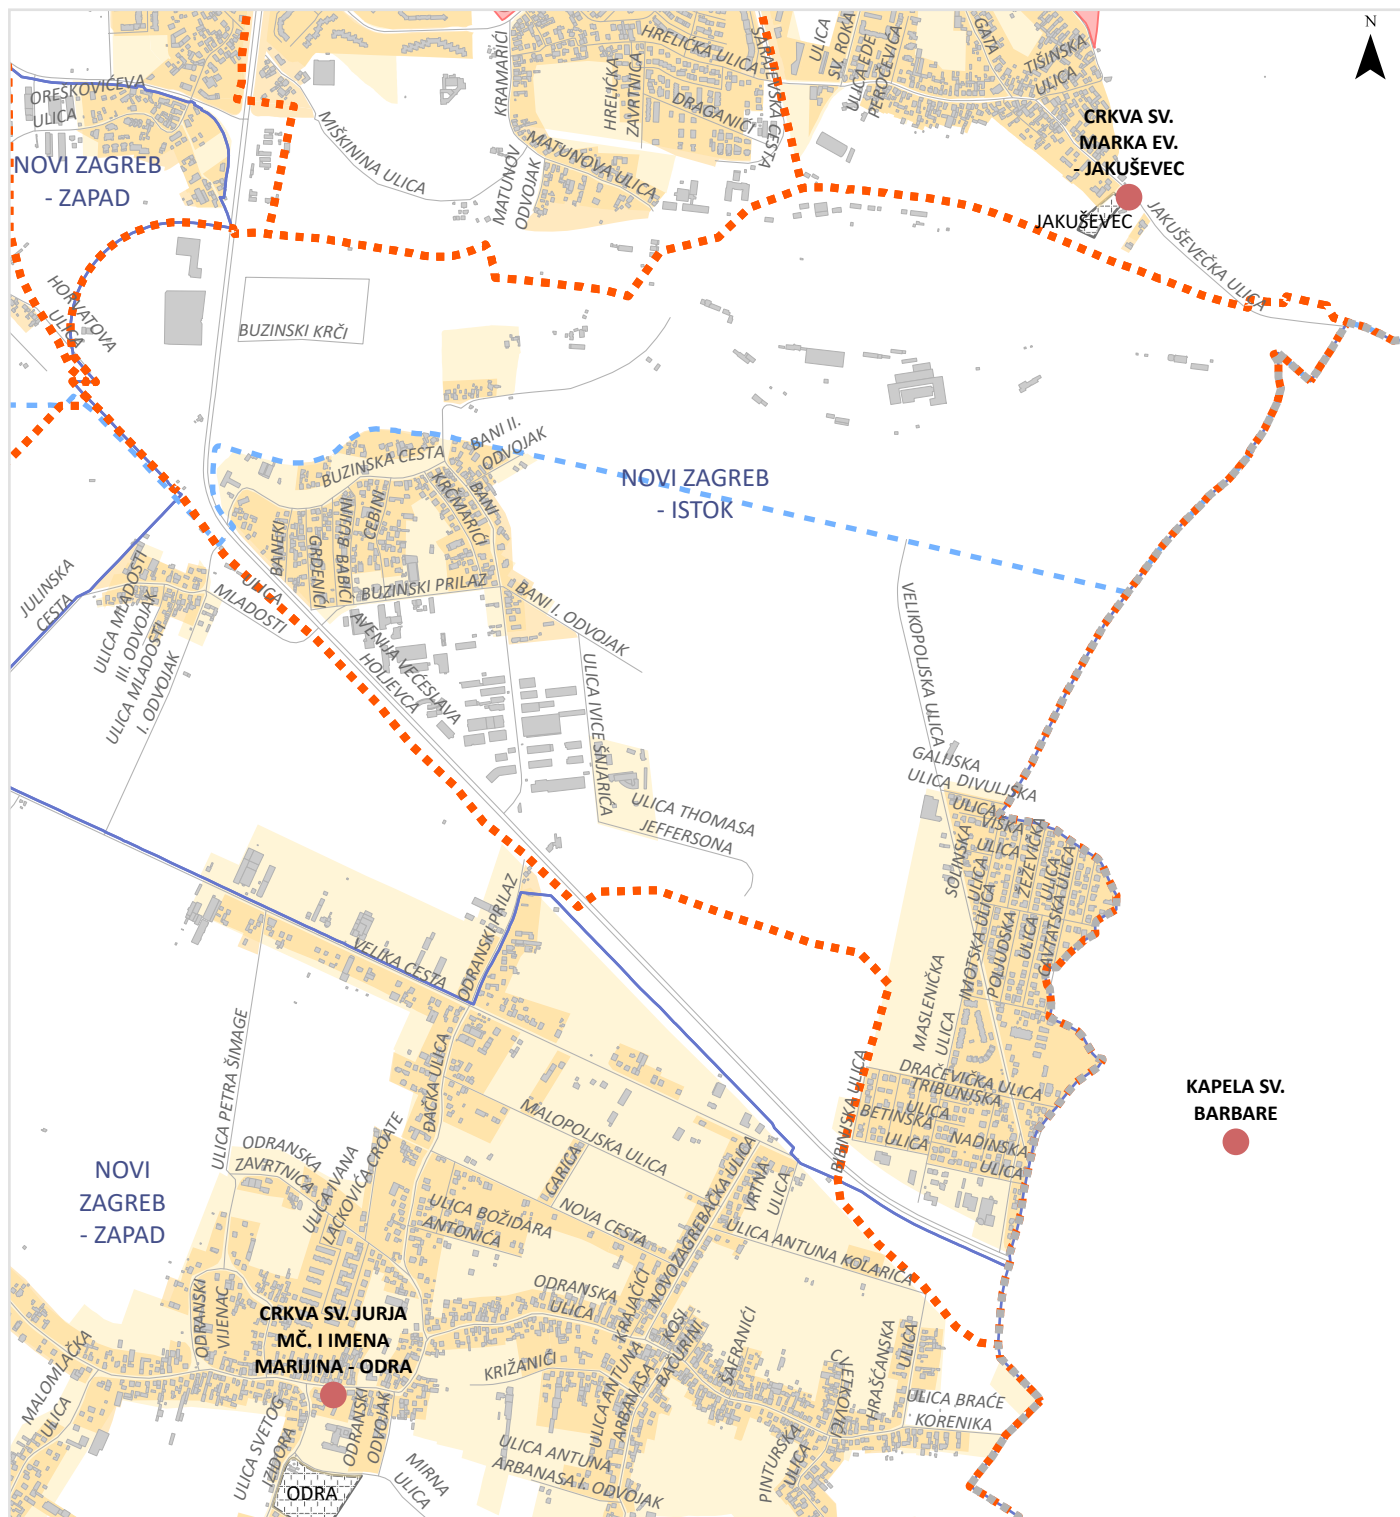 N
HRELIČKA ULICA
SARAJEVSKA CESTA
ULICA
SV. ROKA
ULICA EDE
PEROČEVIĆA
GATA
TIŠINSKA
ULICA
KRAMARIĆI
HRELIČKA
ZAVRTNICA
DRAGANIĆI
OREŠKOVIĆEVA
ULICA
MIŠKININA ULICA
MATUNOV
ODVOJAK
MATUNOVA ULICA
CRKVA SV.
MARKA EV.
- JAKUŠEVEC
NOVI ZAGREB
- ZAPAD
JAKUŠEVEC
JAKUŠEVEČKA ULICA
HORVATOVA
ULICA
BUZINSKI KRČI
BUZINSKA CESTA
BANI II.
ODVOJAK
KRČMARIĆI
BANI
NOVI ZAGREB
- ISTOK
BANEKI
GRDENIĆI
BUJINI
BABIĆI
CEBINI
BUZINSKI PRILAZ
BANI I. ODVOJAK
JULINSKA
CESTA
ULICA MLADOSTI
III. ODVOJAK
ULICA MLADOSTI
I. ODVOJAK
ULICA
MLADOSTI
AVENIJA VEĆESLAVA
HOLJEVCA
ULICA IVICE ŠNJARIĆA
VELIKOPOLJSKA ULICA
ULICA THOMASA
JEFFERSONA
GALIJSKA
ULICA
DIVULJSKA
ULICA
VIŠKA
ULICA
SOLINSKA
ULICA
ŽEŽEVIČKA
ULICA
CAVTATSKA ULICA
IMOTSKA ULICA
POLJUDSKA
ULICA
MASLENIČKA
ULICA
VELIKA CESTA
ODRANSKI PRILAZ
ULICA PETRA ŠIMAGE
ĐAČKA ULICA
DRAČEVIČKA ULICA
TRIBUNJSKA
ULICA
BETINSKA
ULICA
NADINSKA
ULICA
BIBINJSKA ULICA
KAPELA SV.
BARBARE
MALOPOLJSKA ULICA
CARICA
NOVA CESTA
NOVOZAGREBAČKA ULICA
VRTNA
ULICA
ULICA ANTUNA KOLARIĆA
ODRANSKA
ZAVRTNICA
ULICA IVANA
LACKOVIĆA CROATE
ULICA BOŽIDARA
ANTONIĆA
NOVI
ZAGREB
- ZAPAD
ODRANSKI
VIJENAC
CRKVA SV. JURJA
MČ. I IMENA
MARIJINA - ODRA
ODRANSKA
ULICA
KRAJAČIĆI
KOSI
BAĆURINI
ŠAFRANIĆI
KRIŽANIĆI
ULICA ANTUNA
ARBANASA
CVETKOVIĆI
HRAŠĆANSKA
ULICA
ULICA BRAĆE
KORENIKA
MALOMLAČKA
ULICA
ULICA SVETOG
IZIDORA
ODRANSKI
ODVOJAK
MIRNA
ULICA
ODRA
ULICA ANTUNA
ARBANASA I. ODVOJAK
PINTURSKA
ULICA